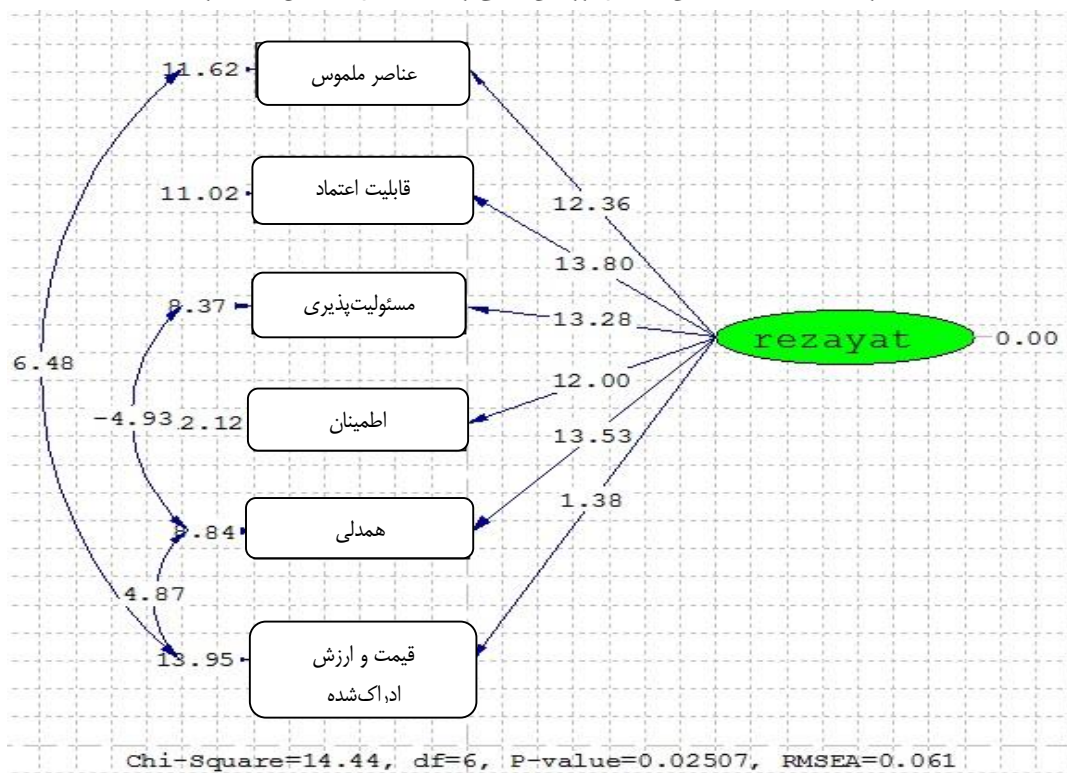 11.62
عناصر ملموس
12.36
11.02
قابلیت اعتماد
13.80
8.37
مسئولیت‌پذیری
13.28
rezayat
0.00
6.48
12.00
-4.93
2.12
اطمینان
13.53
1.38
8.84
همدلی
4.87
13.95
قیمت و ارزش
ادراک‌شده
Chi-Square=14.44, df=6, P-value=0.02507, RMSEA=0.061